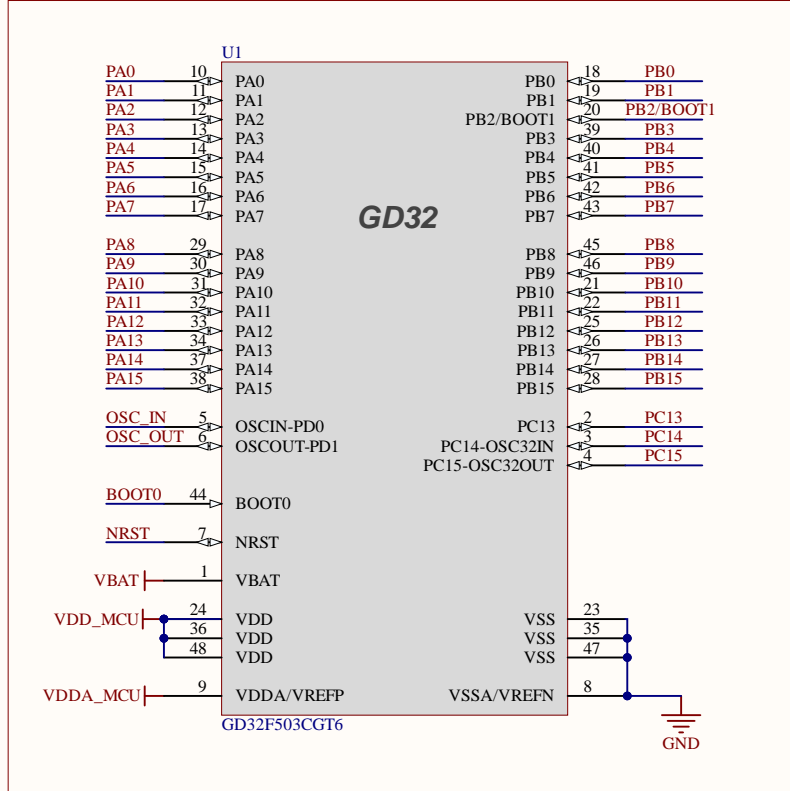 U1
PA0 10 PA0 PB0 18 PB0
PA1 11 PA1 PB1 19 PB1
PA2 12 PA2 PB2/BOOT1 20 PB2/BOOT1
PA3 13 PA3 PB3 39 PB3
PA4 14 PA4 PB4 40 PB4
PA5 15 PA5 PB5 41 PB5
PA6 16 PA6 PB6 42 PB6
PA7 17 PA7 PB7 43 PB7
GD32
PA8 29 PA8 PB8 45 PB8
PA9 30 PA9 PB9 46 PB9
PA10 31 PA10 PB10 21 PB10
PA11 32 PA11 PB11 22 PB11
PA12 33 PA12 PB12 25 PB12
PA13 34 PA13 PB13 26 PB13
PA14 37 PA14 PB14 27 PB14
PA15 38 PA15 PB15 28 PB15
OSC_IN 5 OSCIN-PD0 PC13 2 PC13
OSC_OUT 6 OSCOUT-PD1 PC14-OSC32IN 3 PC14
PC15-OSC32OUT 4 PC15
BOOT0 44 BOOT0
NRST 7 NRST
VBAT 1 VBAT
VDD_MCU 24 VDD VSS 23
36 VDD VSS 35
48 VDD VSS 47
VDDA_MCU 9 VDDA/VREFP VSSA/VREFN 8
GD32F503CGT6
GND